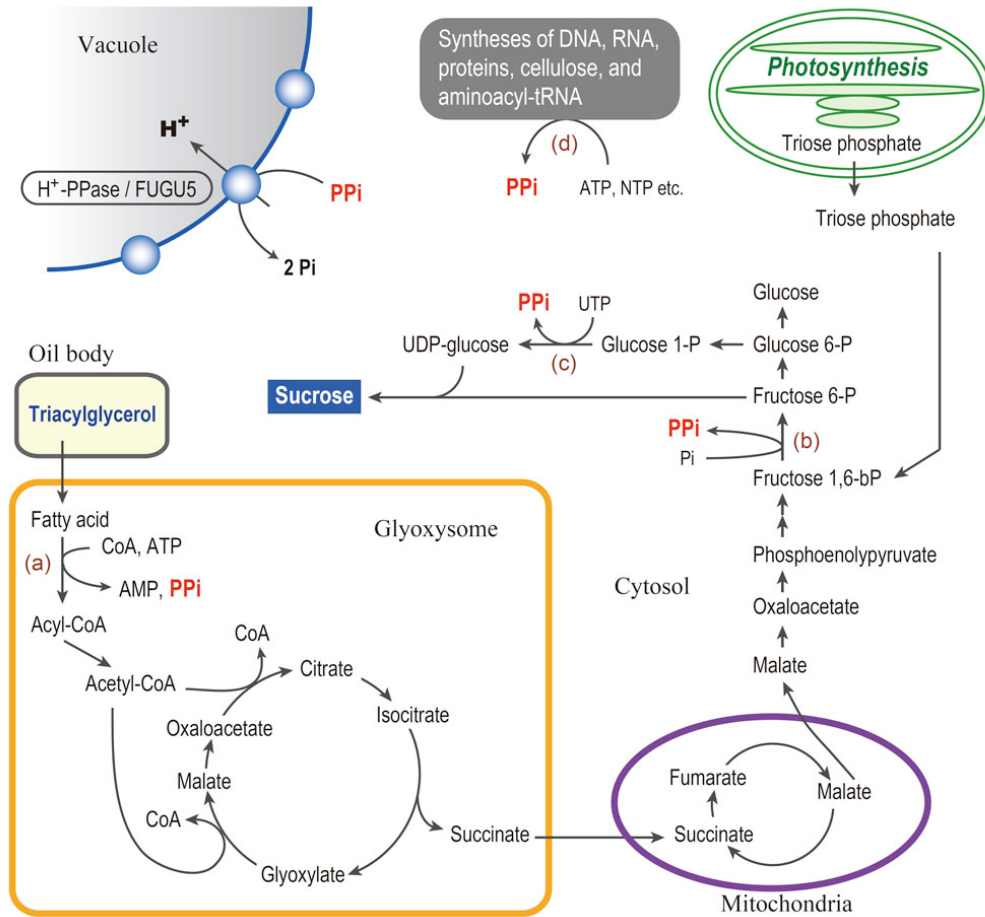 Vacuole
H+
H+-PPase / FUGU5
PPi
2 Pi
Syntheses of DNA, RNA,
proteins, cellulose, and
aminoacyl-tRNA
(d)
PPi
ATP, NTP etc.
Photosynthesis
Triose phosphate
Triose phosphate
Glucose
PPi
UTP
UDP-glucose
(c)
Glucose 1-P
Glucose 6-P
Sucrose
Fructose 6-P
PPi
(b)
Pi
Fructose 1,6-bP
Phosphoenolpyruvate
Cytosol
Oxaloacetate
Malate
Oil body
Triacylglycerol
Glyoxysome
Fatty acid
(a)
CoA, ATP
AMP, PPi
Acyl-CoA
CoA
Acetyl-CoA
Citrate
Isocitrate
Oxaloacetate
Malate
CoA
Glyoxylate
Succinate
Fumarate
Malate
Succinate
Mitochondria